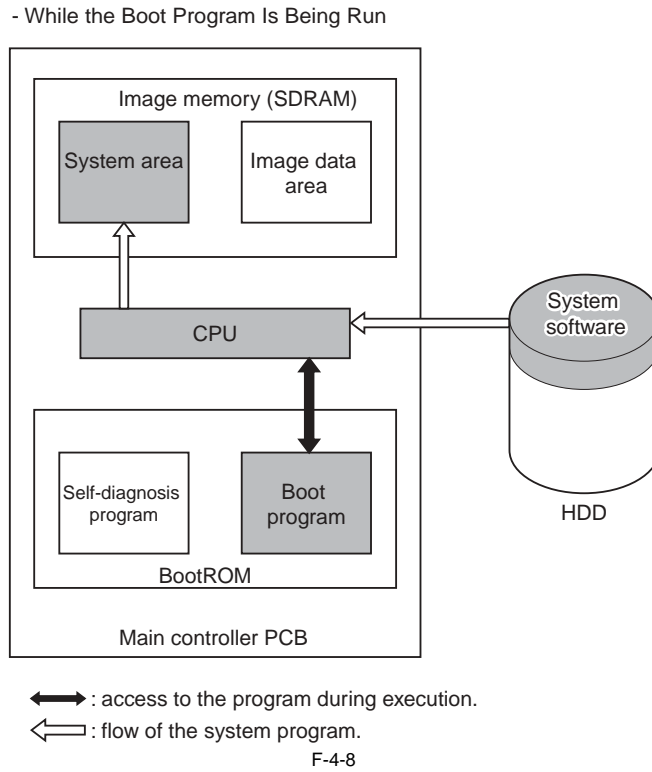 - While the Boot Program Is Being Run
Image memory (SDRAM)
System area
Image data
area
System
software
CPU
Self-diagnosis
program
Boot
program
HDD
BootROM
Main controller PCB
: access to the program during execution.
: flow of the system program.
F-4-8